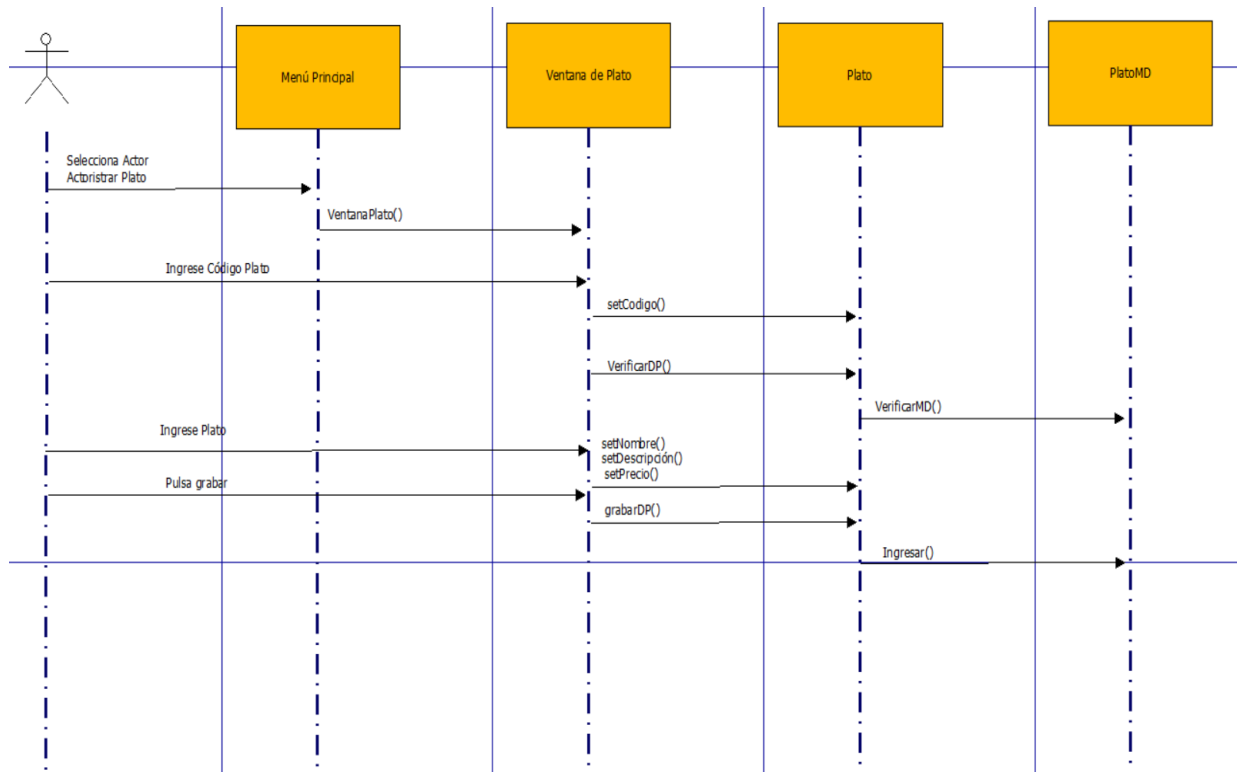 Menú Principal
Ventana de Plato
Plato
PlatoMD
Selecciona Actor
Actoristrar Plato
VentanaPlato()
Ingrese Código Plato
setCodigo()
VerificarDP()
VerificarMD()
Ingrese Plato
setNombre()
setDescripción()
setPrecio()
Pulsa grabar
grabarDP()
Ingresar()